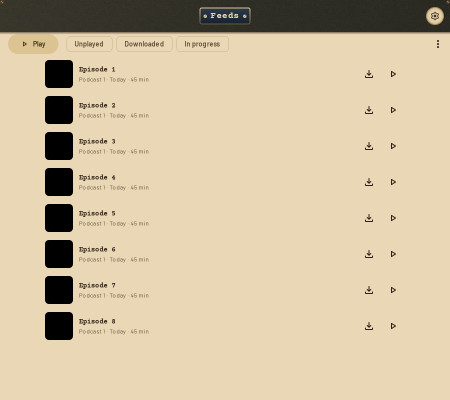 Feeds
Play
Unplayed
Downloaded
In progress
Episode 1
Podcast 1 · Today · 45 min
Episode 2
Podcast 1 · Today · 45 min
Episode 3
Podcast 1 · Today · 45 min
Episode 4
Podcast 1 · Today · 45 min
Episode 5
Podcast 1 · Today · 45 min
Episode 6
Podcast 1 · Today · 45 min
Episode 7
Podcast 1 · Today · 45 min
Episode 8
Podcast 1 · Today · 45 min